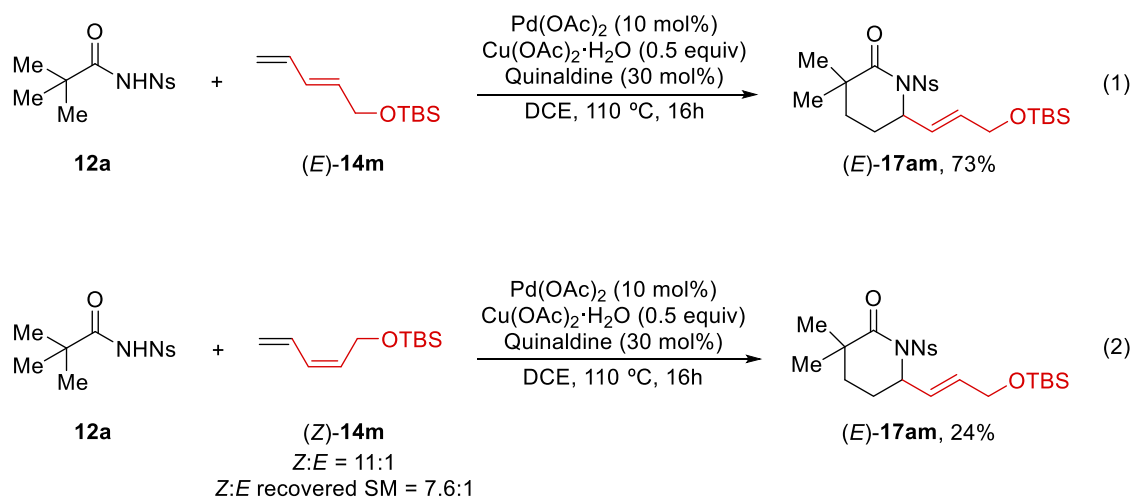 Pd(OAc)2 (10 mol%)
Cu(OAc)2·H2O (0.5 equiv)
Quinaldine (30 mol%)
DCE, 110 ºC, 16h
O
Me
Me
Me
NHNs
+
OTBS
O
Me
Me
NNs
OTBS
(1)
12a
(E)-14m
(E)-17am, 73%
Pd(OAc)2 (10 mol%)
Cu(OAc)2·H2O (0.5 equiv)
Quinaldine (30 mol%)
DCE, 110 ºC, 16h
O
Me
Me
Me
NHNs
+
OTBS
O
Me
Me
NNs
OTBS
(2)
12a
(Z)-14m
Z:E = 11:1
Z:E recovered SM = 7.6:1
(E)-17am, 24%